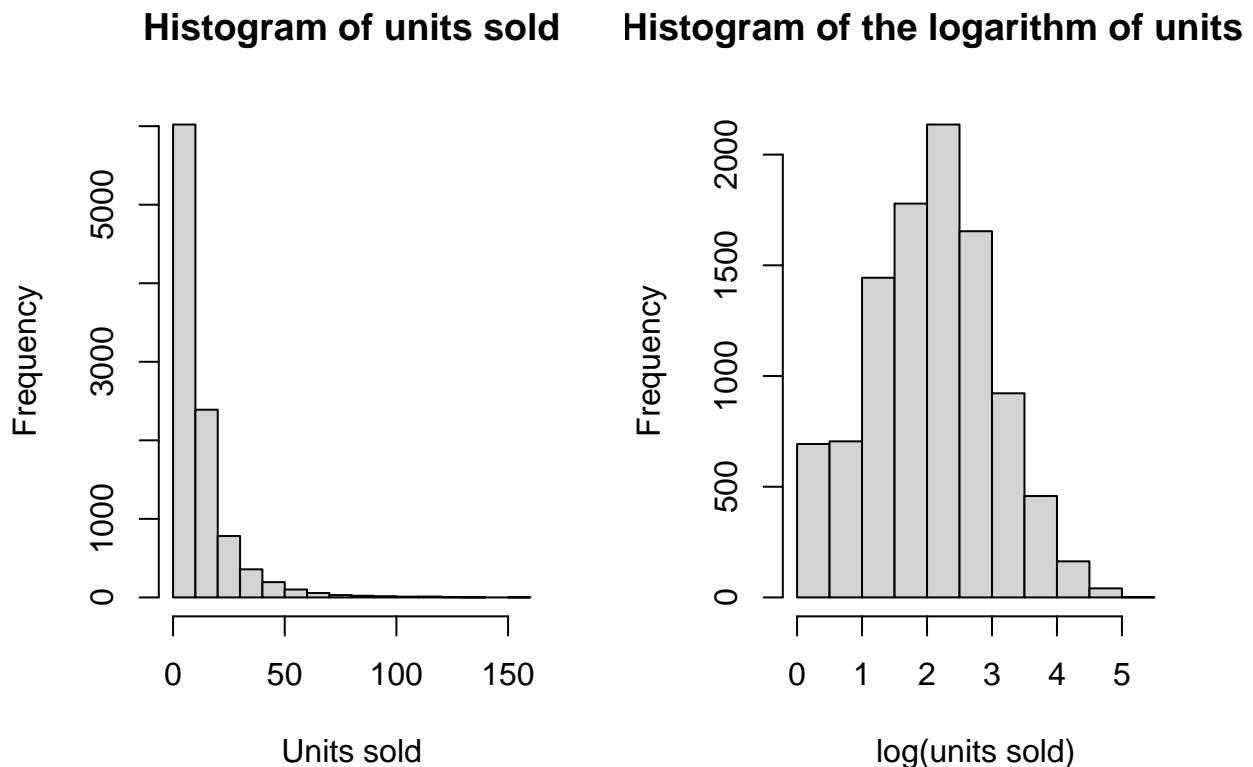 Histogram of units sold
Frequency
5000
3000
1000
0
0 50 100 150
Units sold
Histogram of the logarithm of units
Frequency
2000
1500
1000
500
0
0 1 2 3 4 5
log(units sold)